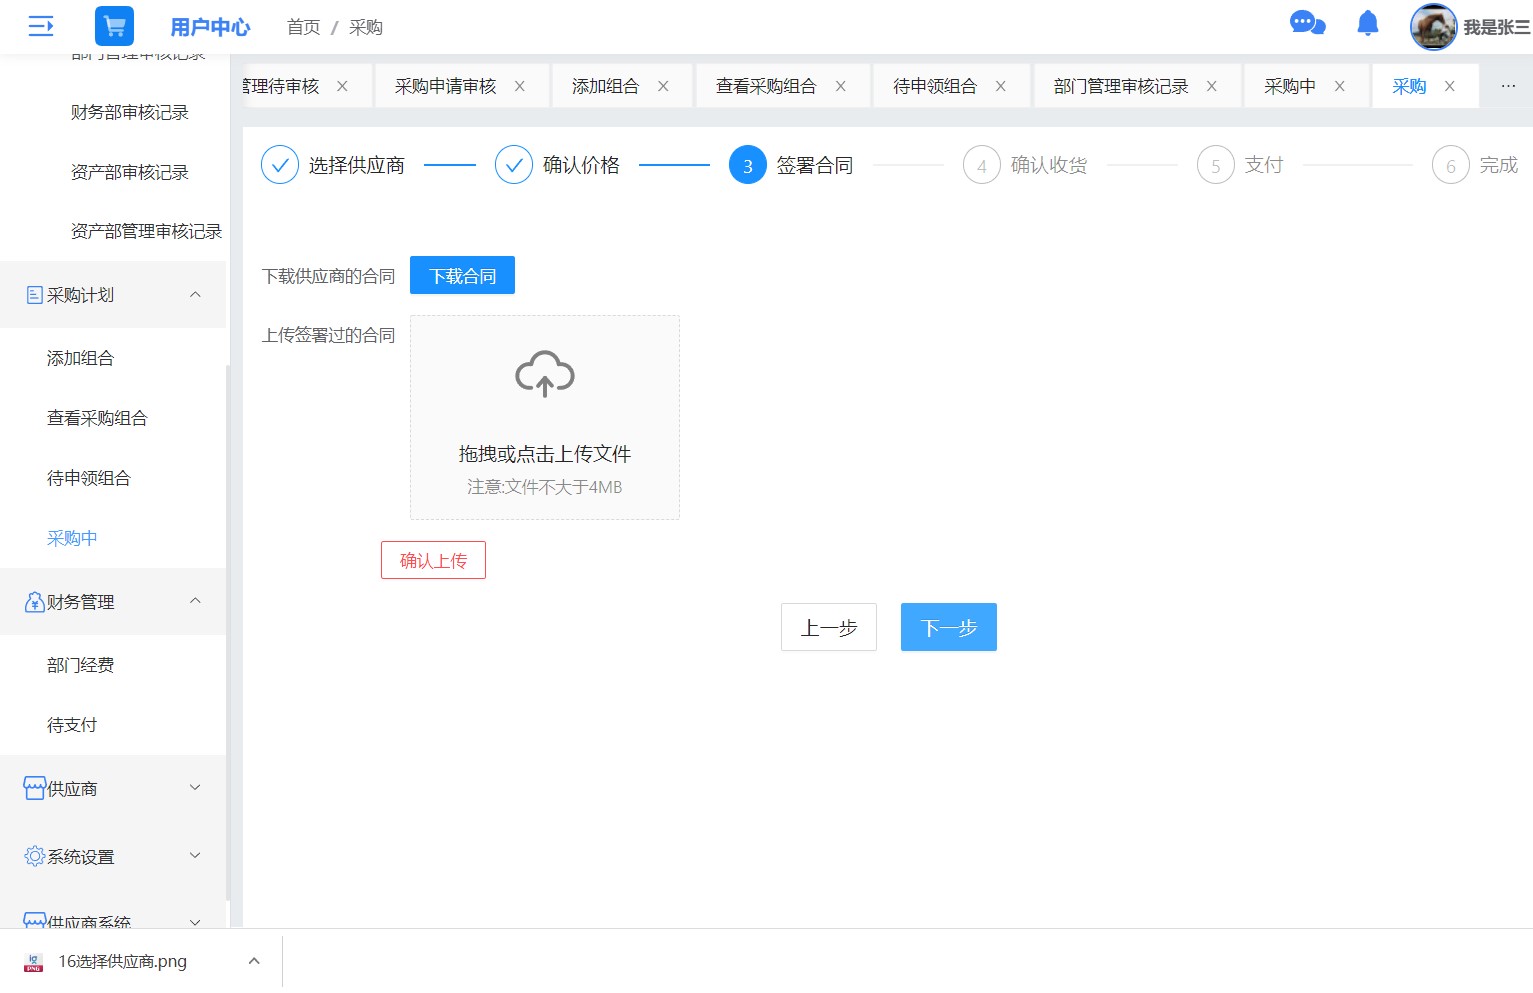 用户中心
首页 / 采购
我是张三
部门管理审核记录
财务部审核记录
资产部审核记录
资产部管理审核记录
采购计划
添加组合
查看采购组合
待申领组合
采购中
财务管理
部门经费
待支付
供应商
系统设置
供应商系统
管理待审核
采购申请审核
添加组合
查看采购组合
待申领组合
部门管理审核记录
采购中
采购
选择供应商
确认价格
3 签署合同
4 确认收货
5 支付
6 完成
下载供应商的合同
下载合同
上传签署过的合同
拖拽或点击上传文件
注意:文件不大于4MB
确认上传
上一步
下一步
16选择供应商.png